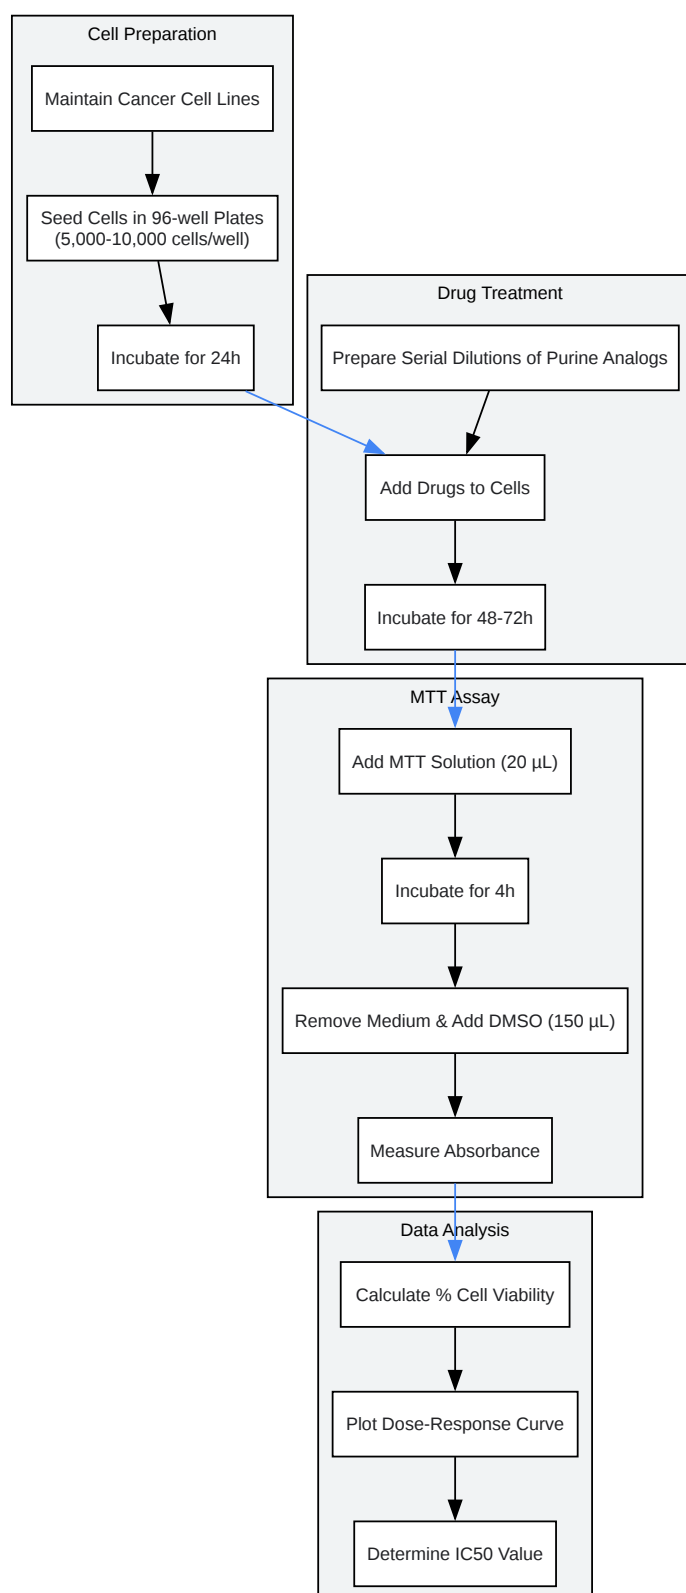 Cell Preparation
Maintain Cancer Cell Lines
Seed Cells in 96-well Plates
(5,000-10,000 cells/well)
Incubate for 24h
Drug Treatment
Prepare Serial Dilutions of Purine Analogs
Add Drugs to Cells
Incubate for 48-72h
MTT Assay
Add MTT Solution (20 µL)
Incubate for 4h
Remove Medium & Add DMSO (150 µL)
Measure Absorbance
Data Analysis
Calculate % Cell Viability
Plot Dose-Response Curve
Determine IC50 Value